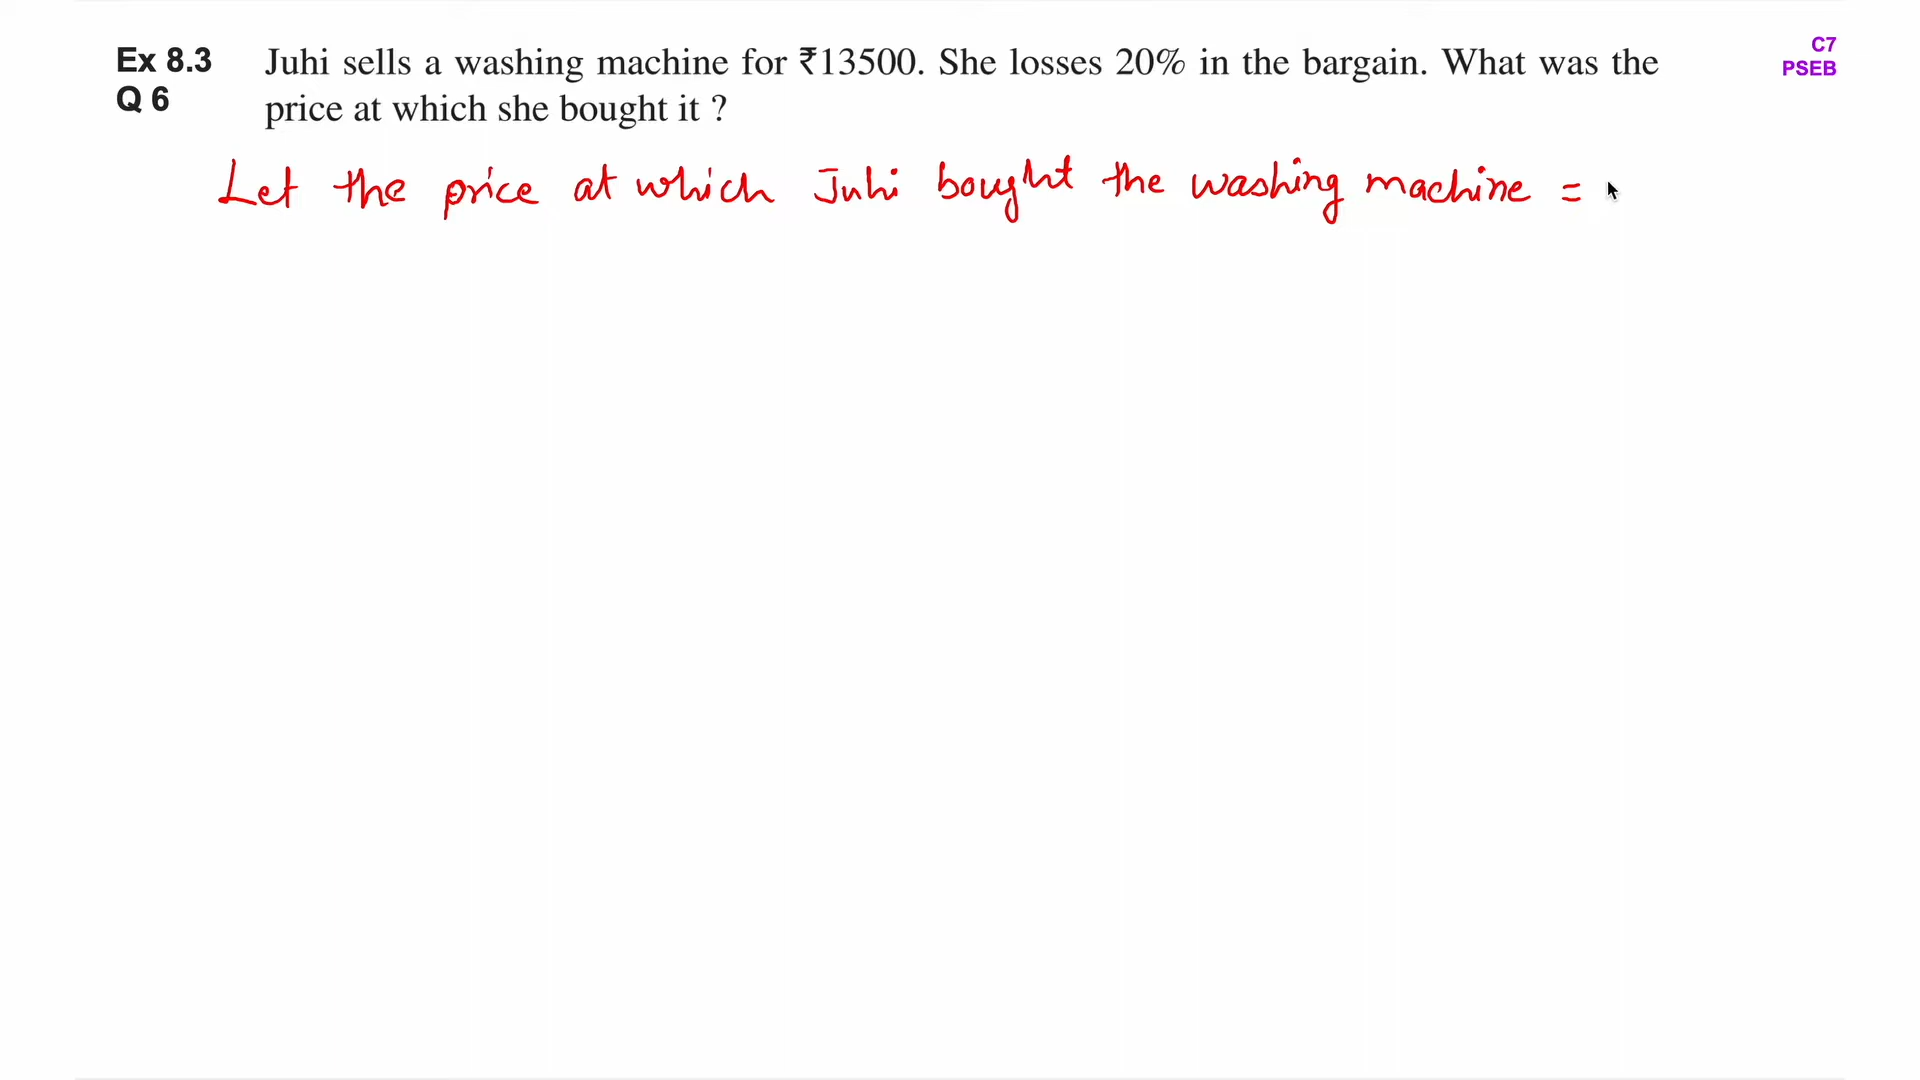 Ex 8.3 Juhi sells a washing machine for ₹13500. She losses 20% in the bargain. What was the
Q 6 price at which she bought it ?
C7
PSEB
Let the price at which Juhi bought the washing machine =